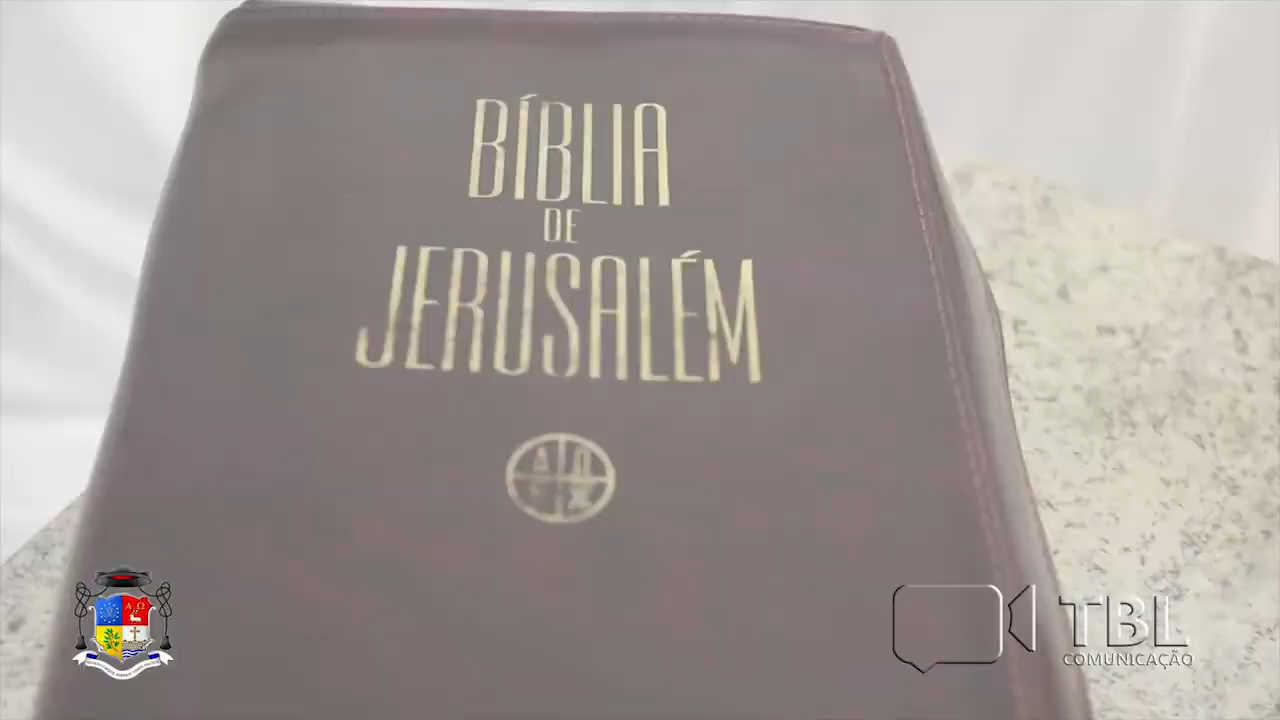 BÍBLIA
DE
JERUSALÉM
Α Ω
TBL
COMUNICAÇÃO